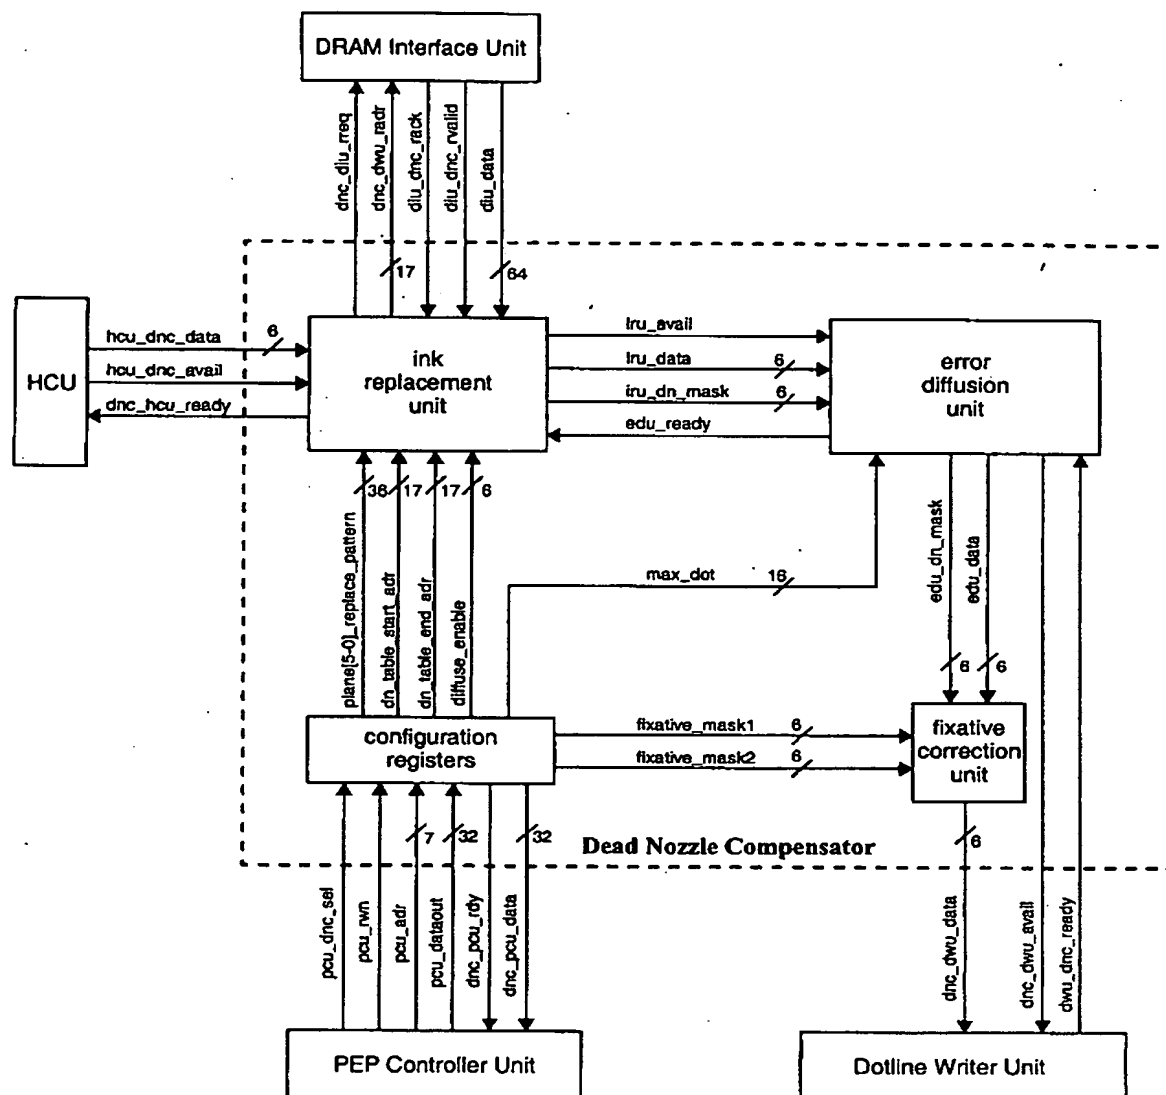 DRAM Interface Unit
dnc_diu_rreq
dnc_dwu_radr
diu_dnc_rack
diu_dnc_rvalid
diu_data
17
64
HCU
hcu_dnc_data
6
hcu_dnc_avail
dnc_hcu_ready
ink
replacement
unit
iru_avail
iru_data
6
iru_dn_mask
6
edu_ready
error
diffusion
unit
36
17
17
6
plane[5-0]_replace_pattern
dn_table_start_adr
dn_table_end_adr
diffuse_enable
max_dot
16
edu_dn_mask
edu_data
6
6
configuration
registers
fixative_mask1
6
fixative_mask2
6
fixative
correction
unit
7
32
32
6
Dead Nozzle Compensator
pcu_dnc_sel
pcu_rwn
pcu_adr
pcu_dataout
dnc_pcu_rdy
dnc_pcu_data
dnc_dwu_data
dnc_dwu_avail
dwu_dnc_ready
PEP Controller Unit
Dotline Writer Unit